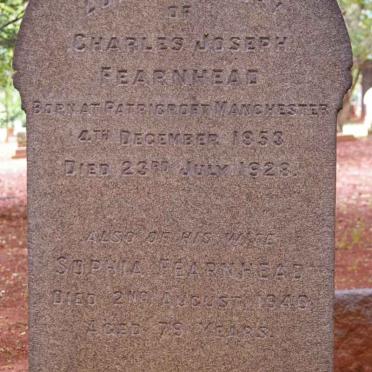 OF
CHARLES JOSEPH
FEARNHEAD
BORN AT PATRICROFT MANCHESTER
4TH DECEMBER 1853
DIED 23RD JULY 1928.
ALSO OF HIS WIFE
SOPHIA FEARNHEAD
DIED 2ND AUGUST 1940,
AGED 79 YEARS.